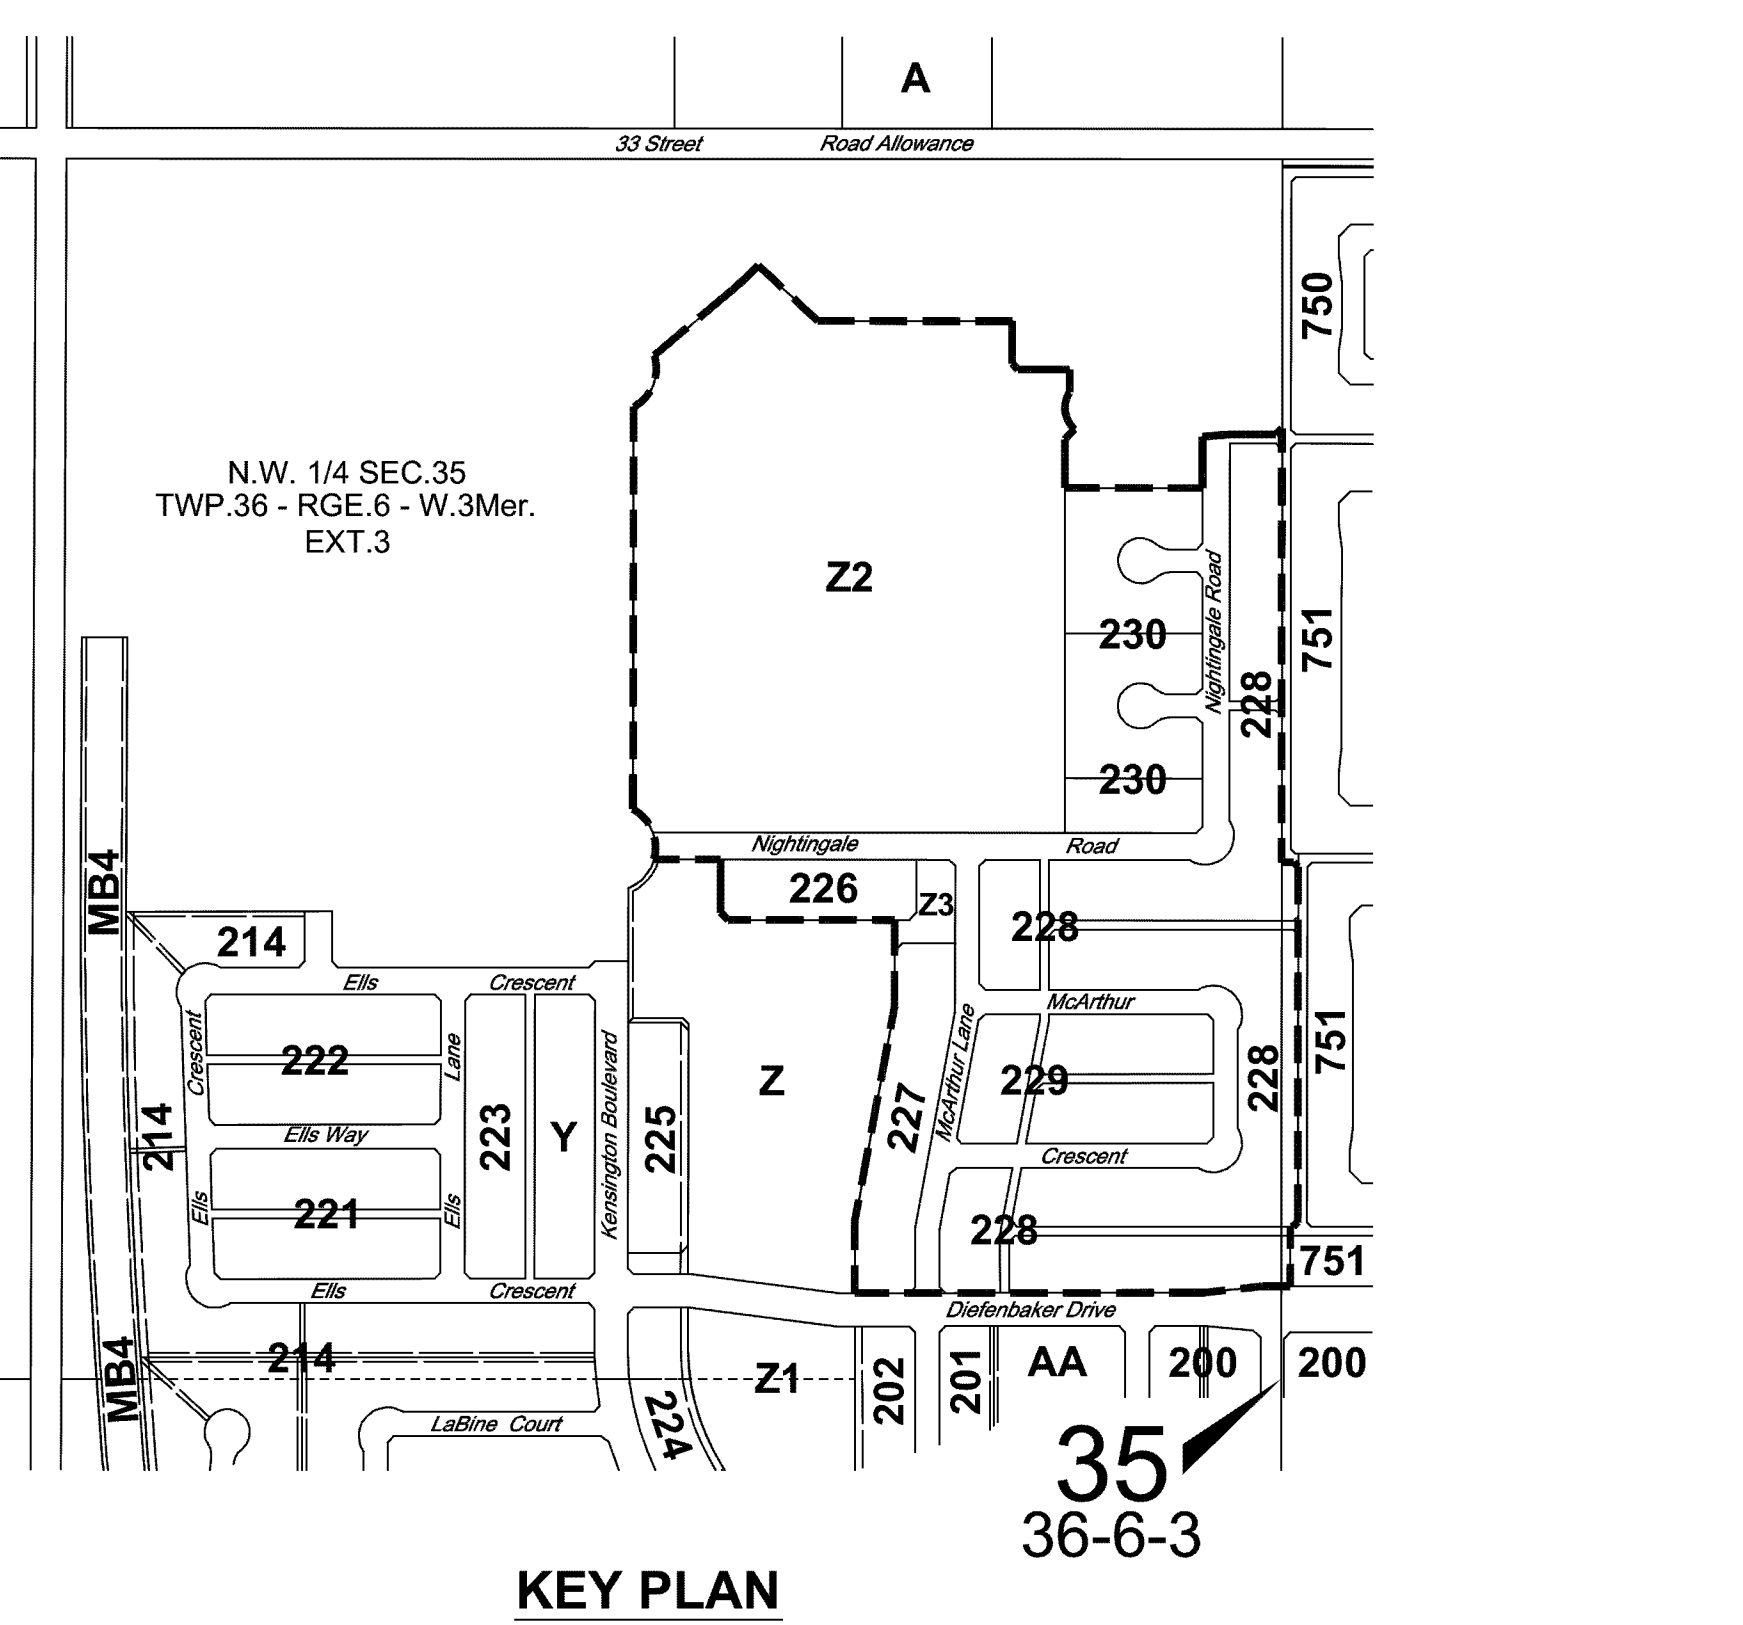 A
33 Street
Road Allowance
750
N.W. 1/4 SEC.35
TWP.36 - RGE.6 - W.3Mer.
EXT.3
Z2
230
Nightingale Road
751
228
230
MB4
Nightingale
Road
226
Z3
214
228
Ells
Crescent
McArthur
Crescent
222
Lane
Kensington Boulevard
Z
McArthur Lane
229
228
751
214
Ells Way
223
Y
225
227
Crescent
Ells
221
Ells
228
751
Ells
Crescent
Diefenbaker Drive
MB4
214
Z1
202
201
AA
200
200
LaBine Court
224
35
36-6-3
KEY PLAN